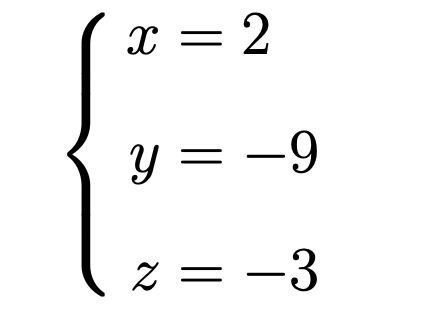 x = 2
y = −9
z = −3